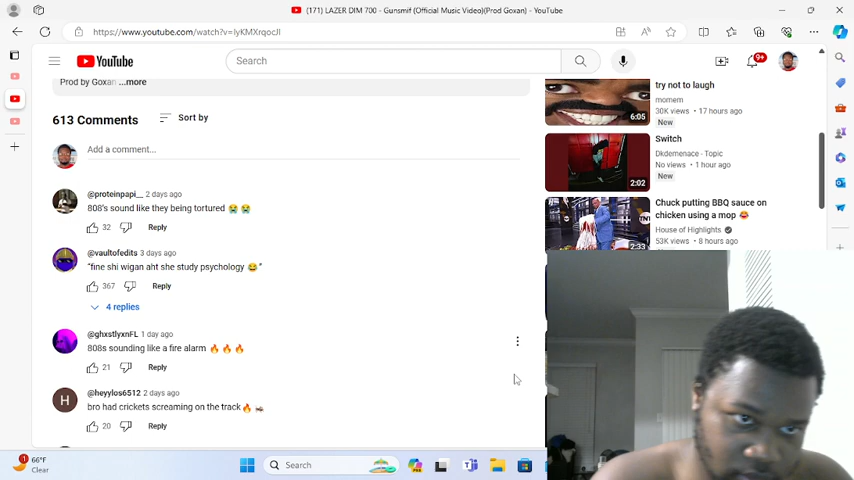 (171) LAZER DIM 700 - Gunsmif (Official Music Video)(Prod Goxan) - YouTube
https://www.youtube.com/watch?v=IyKMXrqocJI
YouTube
Search
9+
Prod by Goxan ...more
613 Comments
Sort by
Add a comment...
@proteinpapi__ 2 days ago
808's sound like they being tortured 😭 😭
32 Reply
@vaultofedits 3 days ago
"fine shi wigan aht she study psychology 😂"
367 Reply
4 replies
@ghxstlyxnFL 1 day ago
808s sounding like a fire alarm 🔥 🔥 🔥
21 Reply
H
@heyylos6512 2 days ago
bro had crickets screaming on the track🔥 🦗
20 Reply
try not to laugh
momem
30K views • 17 hours ago
New
6:05
Switch
Dkdemenace - Topic
No views • 1 hour ago
New
2:02
Chuck putting BBQ sauce on
chicken using a mop 😂
House of Highlights
53K views • 8 hours ago
2:33
1
66°F
Clear
Search